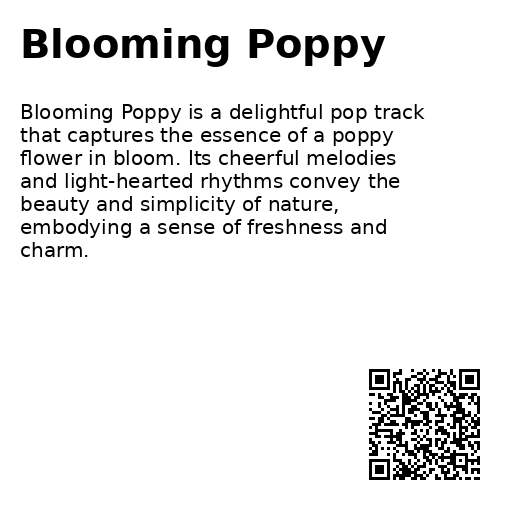 Blooming Poppy
Blooming Poppy is a delightful pop track
that captures the essence of a poppy
flower in bloom. Its cheerful melodies
and light-hearted rhythms convey the
beauty and simplicity of nature,
embodying a sense of freshness and
charm.